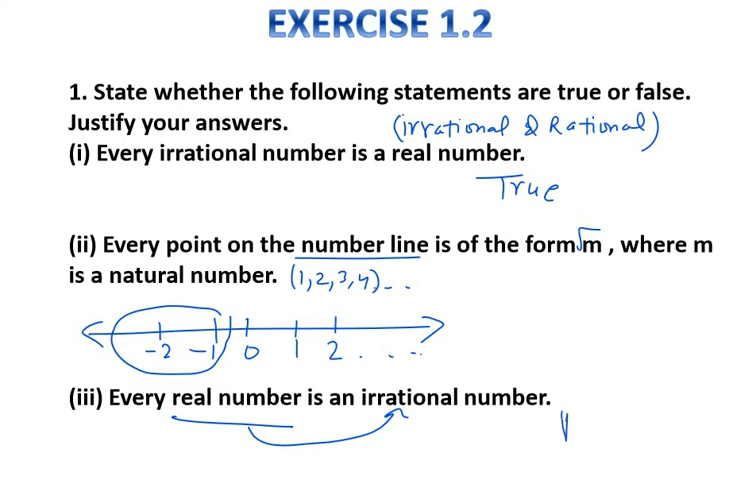 EXERCISE 1.2
1. State whether the following statements are true or false.
Justify your answers. (irrational & Rational)
(i) Every irrational number is a real number.
True
(ii) Every point on the number line is of the form √m , where m
is a natural number. (1,2,3,4)- ..
-2 -1 0 1 2 . . ...
(iii) Every real number is an irrational number.